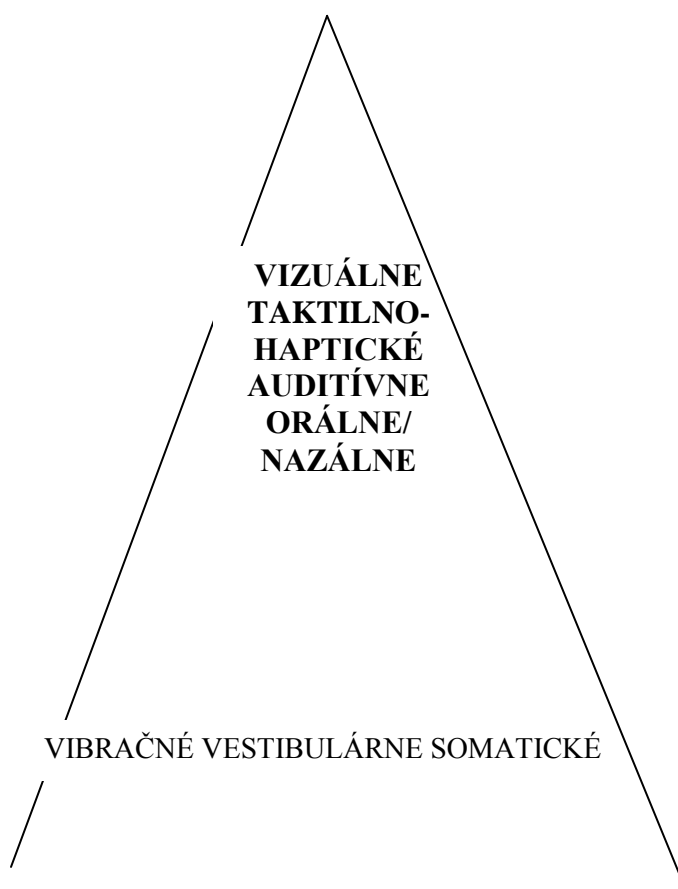 VIZUÁLNE
TAKTILNO-
HAPTICKÉ
AUDITÍVNE
ORÁLNE/
NAZÁLNE
VIBRAČNÉ VESTIBULÁRNE SOMATICKÉ